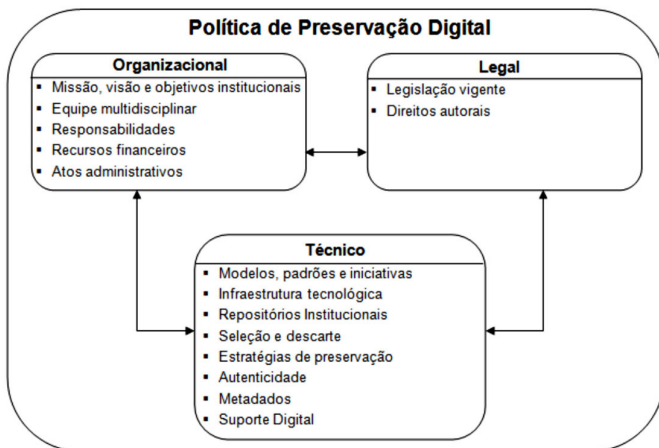 Política de Preservação Digital
Organizacional
▪ Missão, visão e objetivos institucionais
▪ Equipe multidisciplinar
▪ Responsabilidades
▪ Recursos financeiros
▪ Atos administrativos
Legal
▪ Legislação vigente
▪ Direitos autorais
Técnico
▪ Modelos, padrões e iniciativas
▪ Infraestrutura tecnológica
▪ Repositórios Institucionais
▪ Seleção e descarte
▪ Estratégias de preservação
▪ Autenticidade
▪ Metadados
▪ Suporte Digital